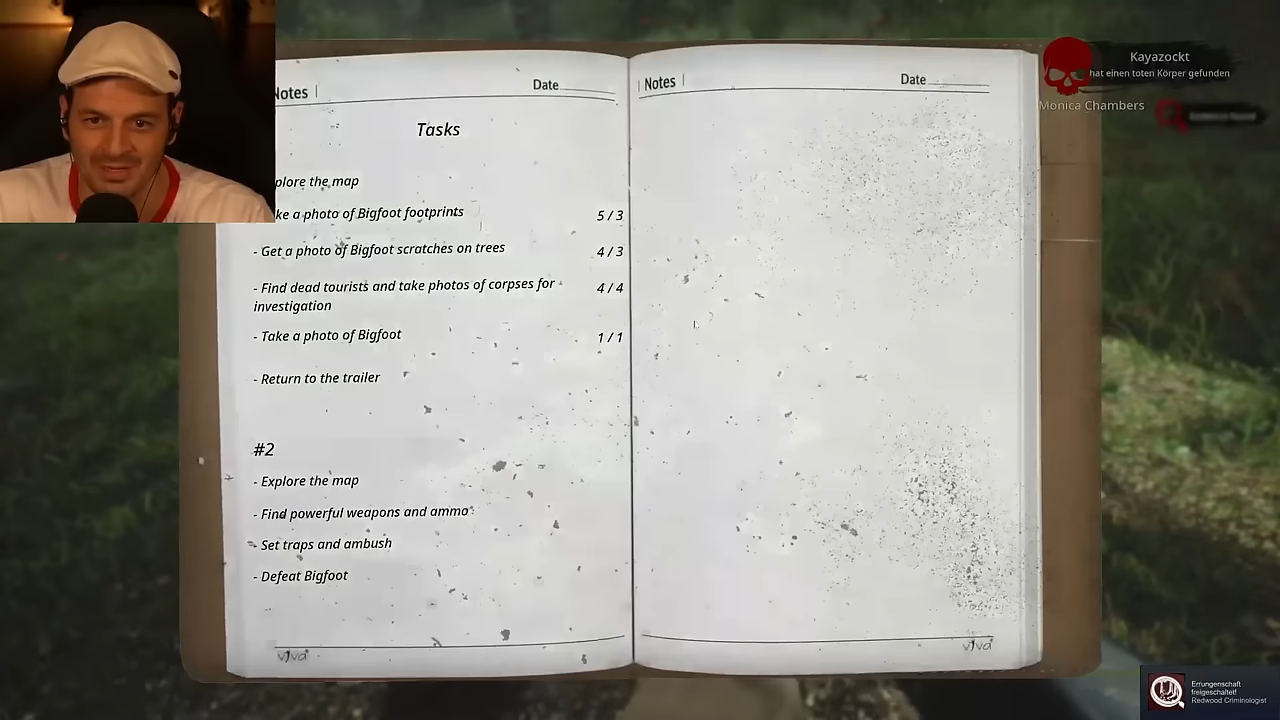 Notes
Date
Tasks
plore the map
ke a photo of Bigfoot footprints 5 / 3
- Get a photo of Bigfoot scratches on trees 4 / 3
- Find dead tourists and take photos of corpses for 4 / 4
investigation
- Take a photo of Bigfoot 1 / 1
- Return to the trailer
#2
- Explore the map
- Find powerful weapons and ammo
- Set traps and ambush
- Defeat Bigfoot
viva
Notes
Date
viva
Kayazockt
hat einen toten Körper gefunden
Monica Chambers
Errungenschaft
freigeschaltet!
Redwood Criminologist